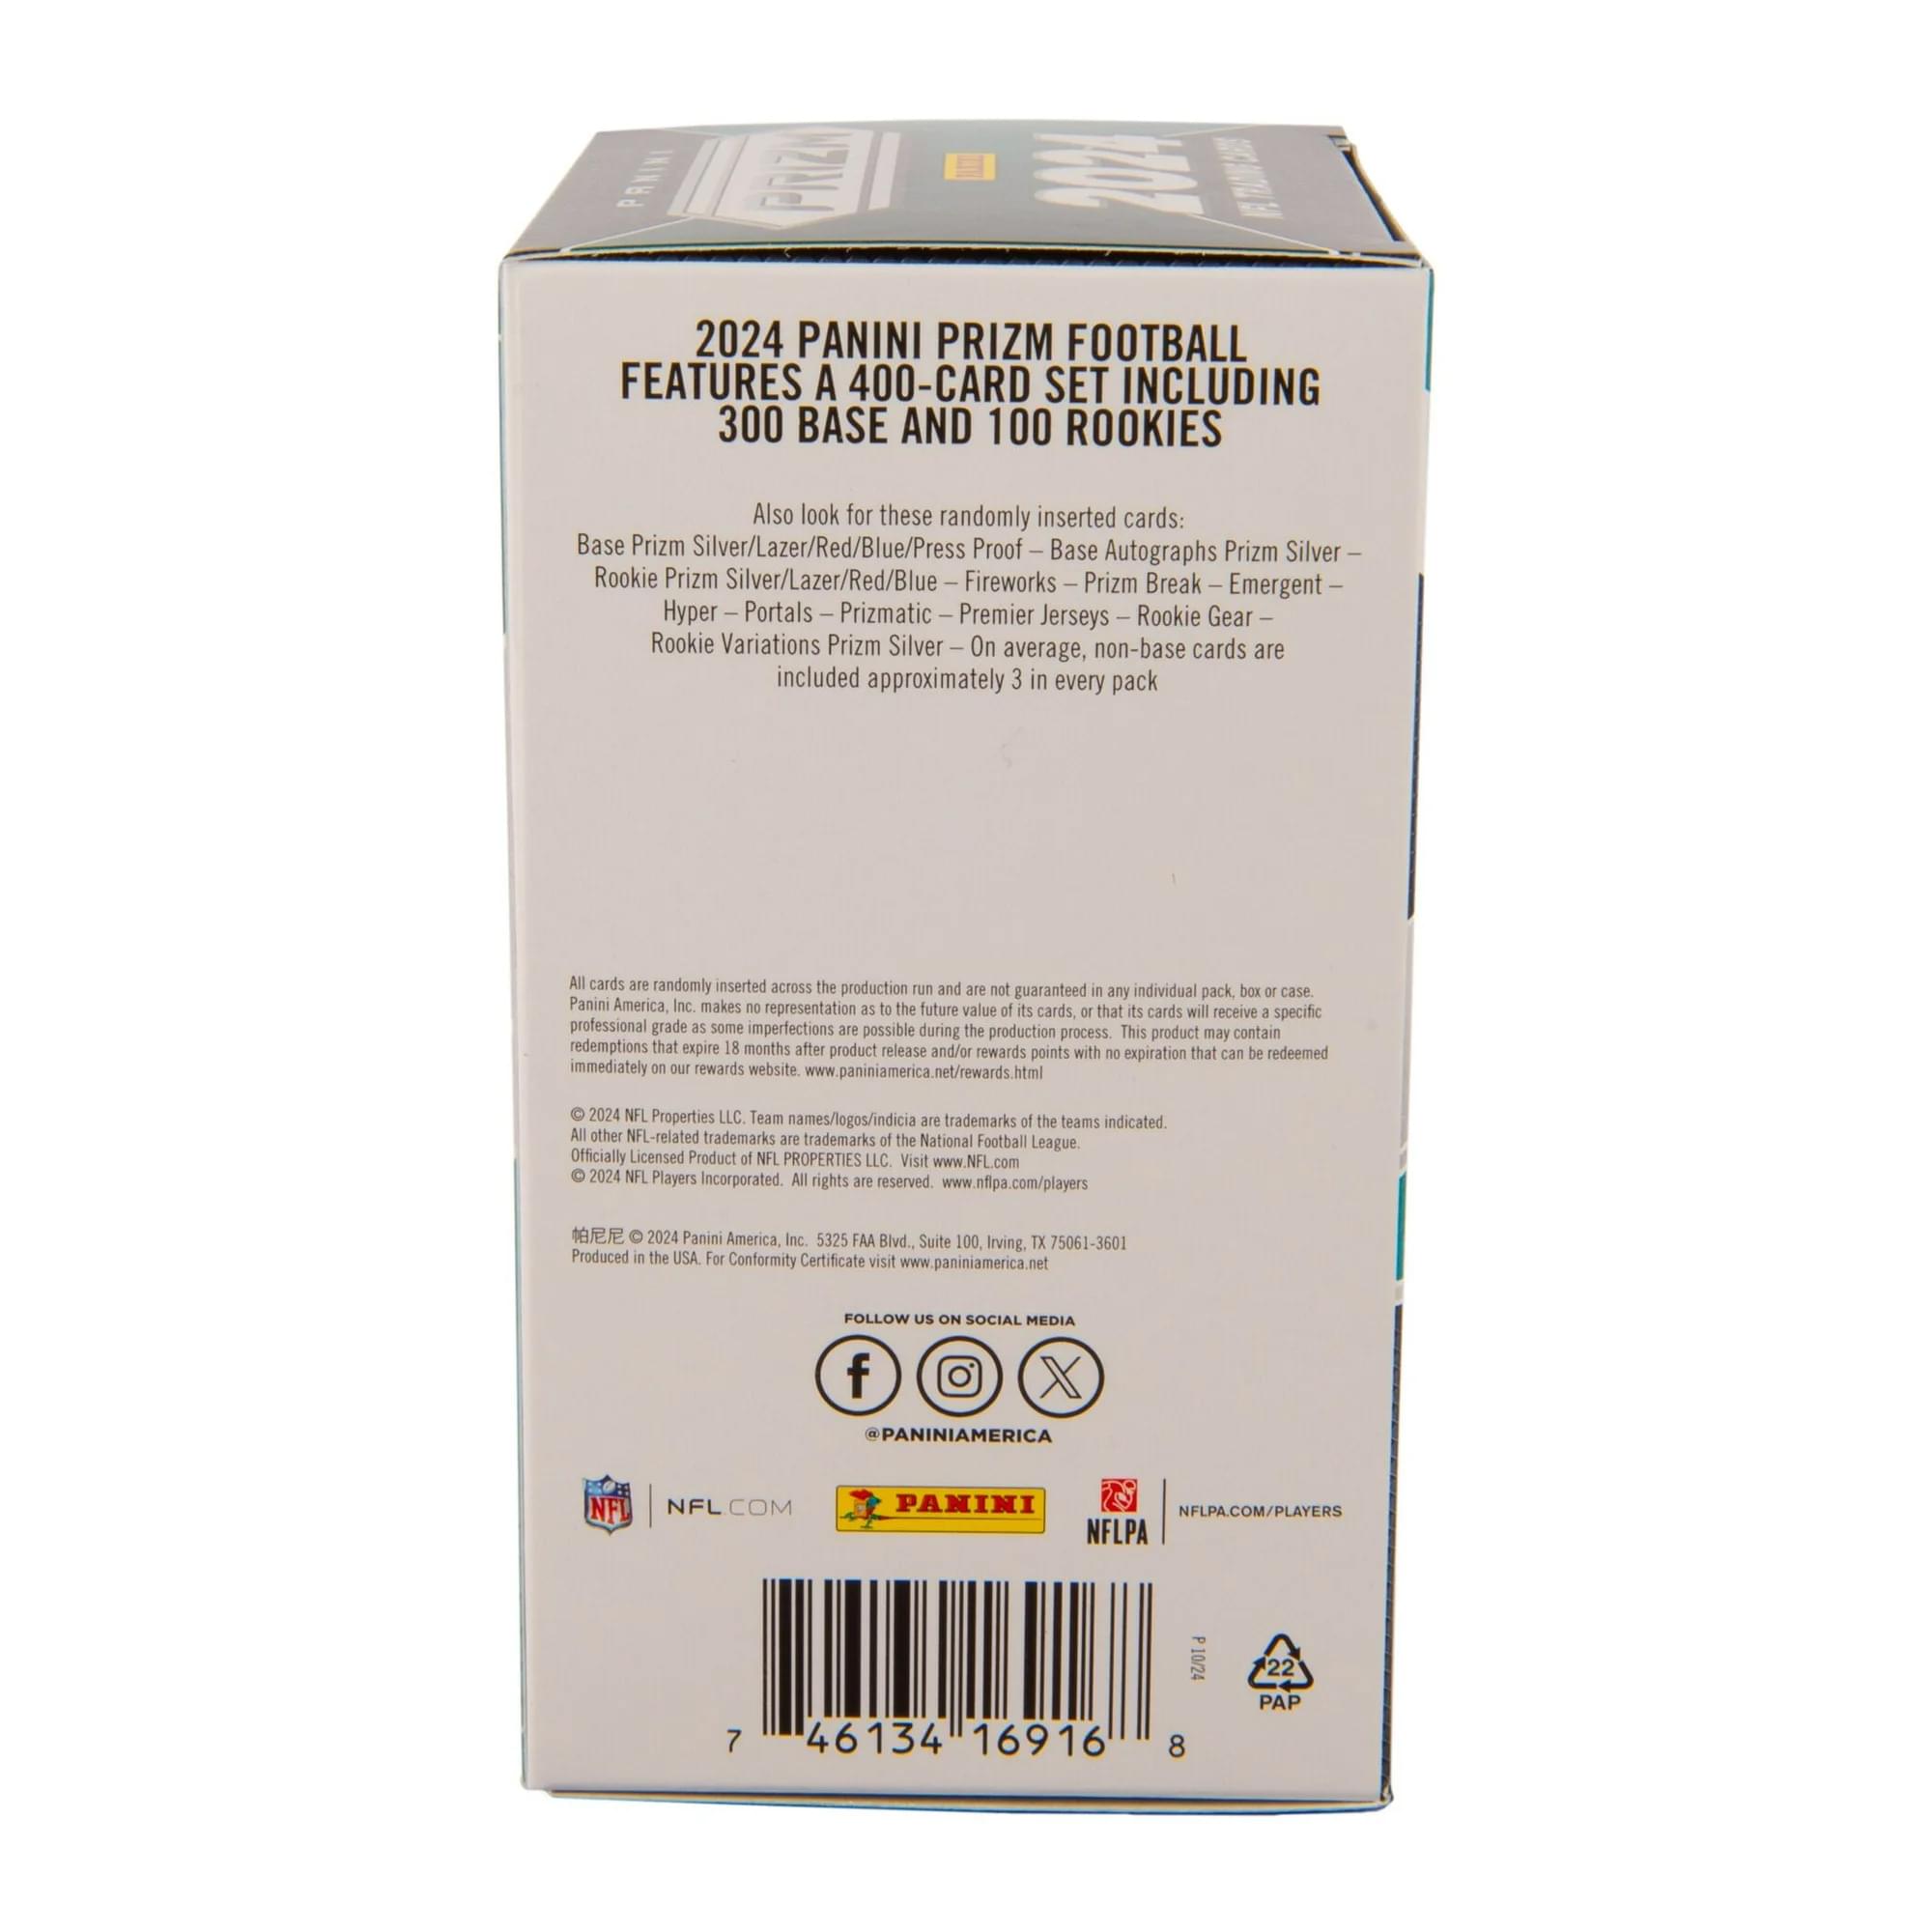 PANINI
PRIZM
PANINI
2024
NFL TRADING CARDS
2024 PANINI PRIZM FOOTBALL
FEATURES A 400-CARD SET INCLUDING
300 BASE AND 100 ROOKIES
Also look for these randomly inserted cards:
Base Prizm Silver/Lazer/Red/Blue/Press Proof – Base Autographs Prizm Silver –
Rookie Prizm Silver/Lazer/Red/Blue – Fireworks – Prizm Break – Emergent –
Hyper – Portals – Prizmatic – Premier Jerseys – Rookie Gear –
Rookie Variations Prizm Silver – On average, non-base cards are
included approximately 3 in every pack
All cards are randomly inserted across the production run and are not guaranteed in any individual pack, box or case.
Panini America, Inc. makes no representation as to the future value of its cards, or that its cards will receive a specific
professional grade as some imperfections are possible during the production process. This product may contain
redemptions that expire 18 months after product release and/or rewards points with no expiration that can be redeemed
immediately on our rewards website. www.paniniamerica.net/rewards.html
© 2024 NFL Properties LLC. Team names/logos/indicia are trademarks of the teams indicated.
All other NFL-related trademarks are trademarks of the National Football League.
Officially Licensed Product of NFL PROPERTIES LLC. Visit www.NFL.com
© 2024 NFL Players Incorporated. All rights are reserved. www.nflpa.com/players
帕尼尼 © 2024 Panini America, Inc. 5325 FAA Blvd., Suite 100, Irving, TX 75061-3601
Produced in the USA. For Conformity Certificate visit www.paniniamerica.net
FOLLOW US ON SOCIAL MEDIA
@PANINIAMERICA
NFL NFL.COM PANINI NFLPA NFLPA.COM/PLAYERS
P 10/24
22
PAP
7 46134 16916 8